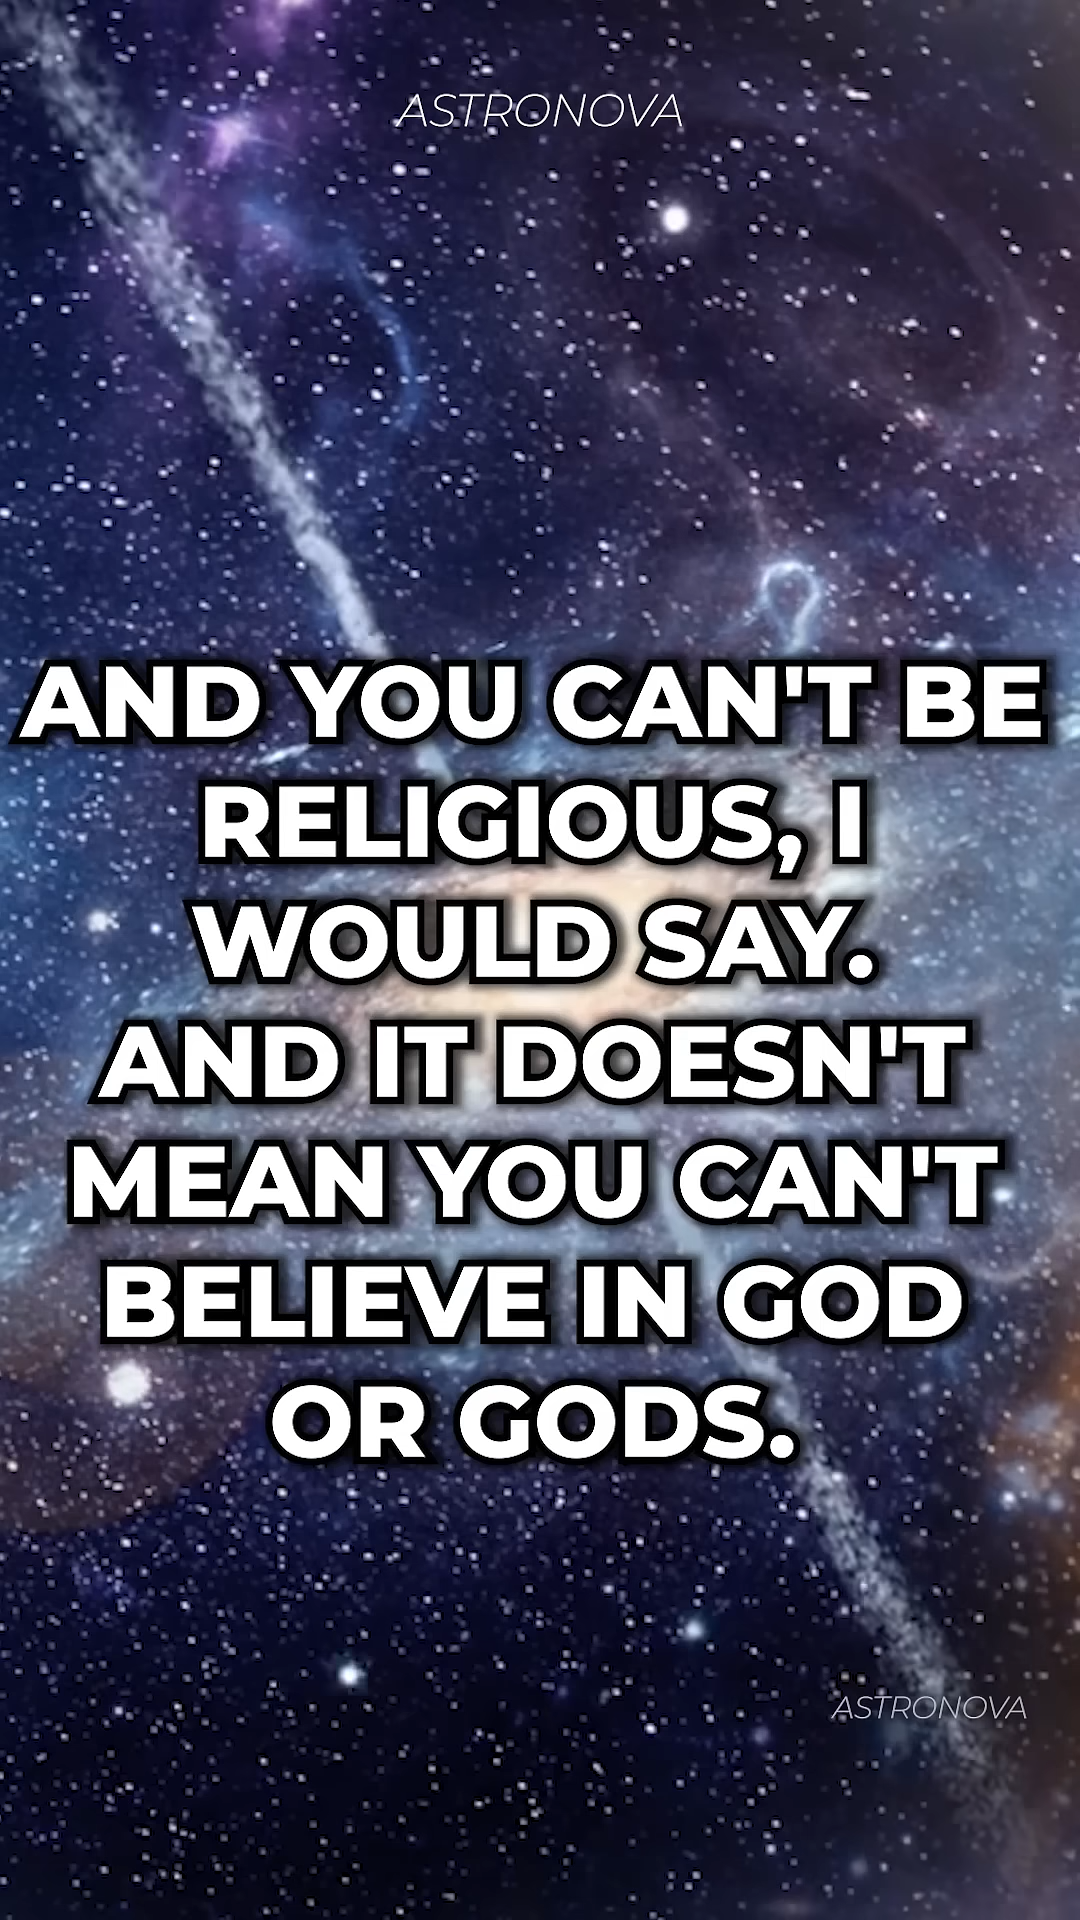 ASTRONOVA
AND YOU CAN'T BE
RELIGIOUS, I
WOULD SAY.
AND IT DOESN'T
MEAN YOU CAN'T
BELIEVE IN GOD
OR GODS.
ASTRONOVA